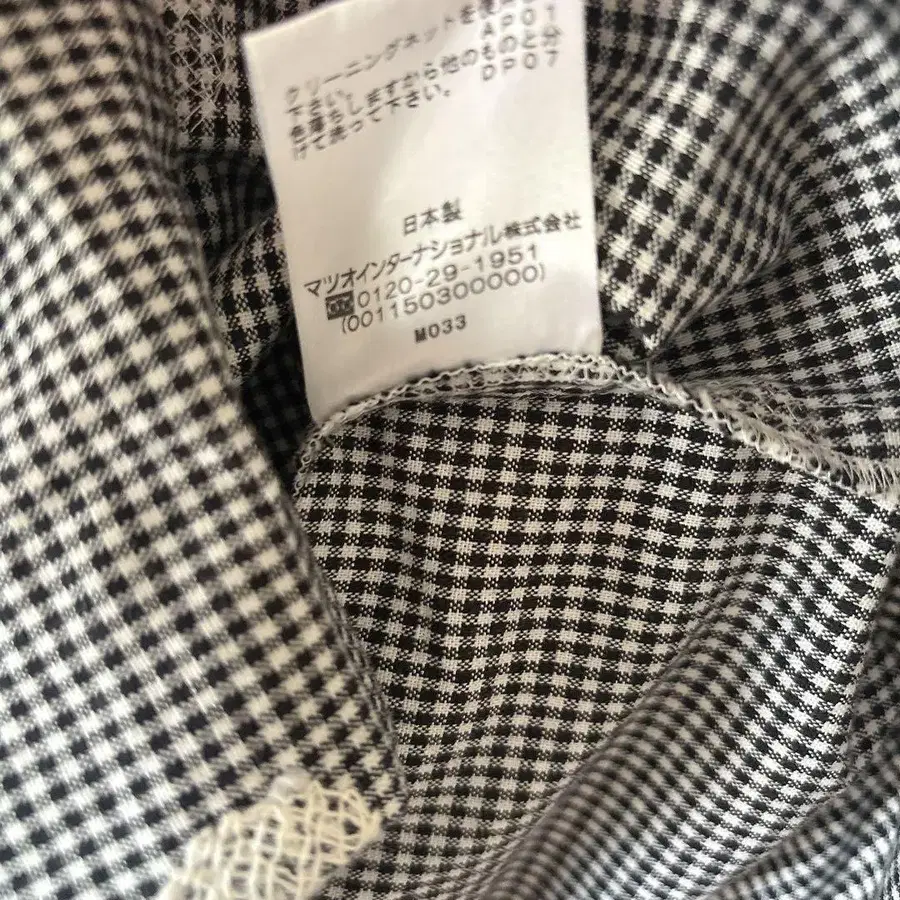 クリーニングネットを使用し
下さい。 AP01
色落ちしますから他のものと分
けて洗って下さい。 DP07
日本製
マツオインターナショナル株式会社
0120-29-1951
(001150300000)
M033